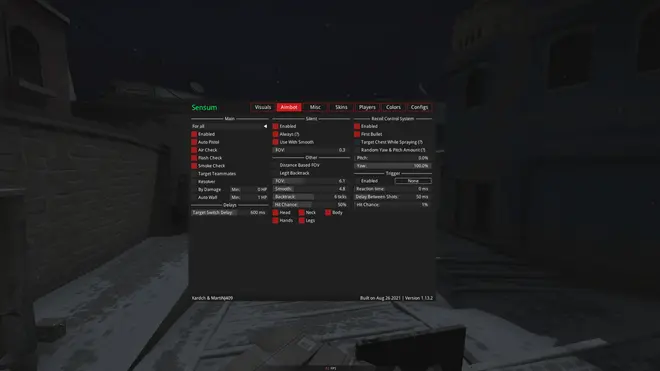 Sensum Visuals Aimbot Misc Skins Players Colors Configs
Main
For all
Enabled
Auto Pistol
Air Check
Flash Check
Smoke Check
Target Teammates
Resolver
By Damage Min: 0 HP
Auto Wall Min: 1 HP
Delays
Target Switch Delay: 600 ms
Silent
Enabled
Always (?)
Use With Smooth
FOV: 0.3
Other
Distance Based FOV
Legit Backtrack
FOV: 6.1
Smooth: 4.8
Backtrack: 6 ticks
Hit Chance: 50%
Head Neck Body
Hands Legs
Recoil Control System
Enabled
First Bullet
Target Chest While Spraying (?)
Random Yaw & Pitch Amount (?)
Pitch: 0.0%
Yaw: 100.0%
Trigger
Enabled None
Reaction time: 0 ms
Delay Between Shots: 50 ms
Hit Chance: 1%
Built on Aug 26 2021 | Version 1.13.2